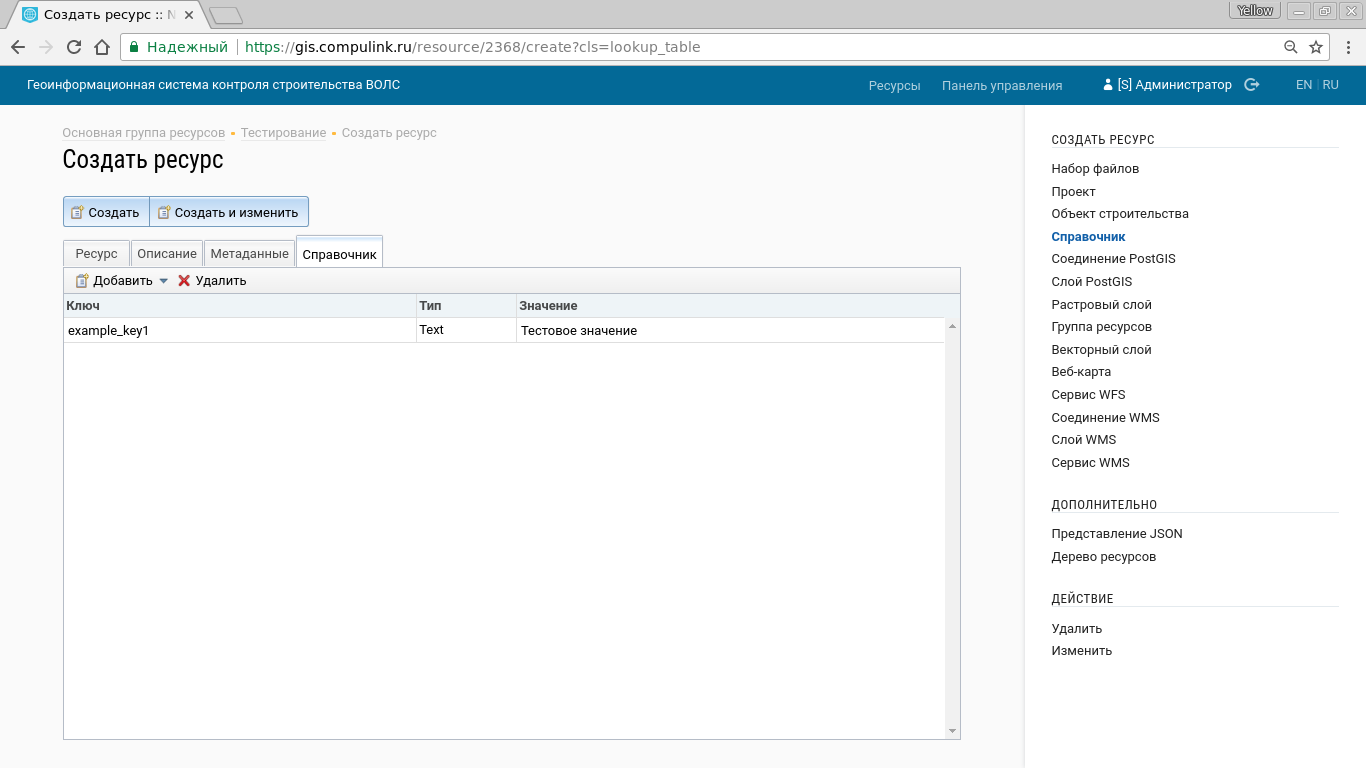 Создать ресурс :: N
Yellow
Надежный
https://gis.compulink.ru/resource/2368/create?cls=lookup_table
Геоинформационная система контроля строительства ВОЛС
Ресурсы
Панель управления
[S] Администратор
EN | RU
Основная группа ресурсов • Тестирование • Создать ресурс
Создать ресурс
Создать
Создать и изменить
Ресурс
Описание
Метаданные
Справочник
Добавить
Удалить
Ключ Тип Значение
example_key1 Text Тестовое значение
СОЗДАТЬ РЕСУРС
Набор файлов
Проект
Объект строительства
Справочник
Соединение PostGIS
Слой PostGIS
Растровый слой
Группа ресурсов
Векторный слой
Веб-карта
Сервис WFS
Соединение WMS
Слой WMS
Сервис WMS
ДОПОЛНИТЕЛЬНО
Представление JSON
Дерево ресурсов
ДЕЙСТВИЕ
Удалить
Изменить